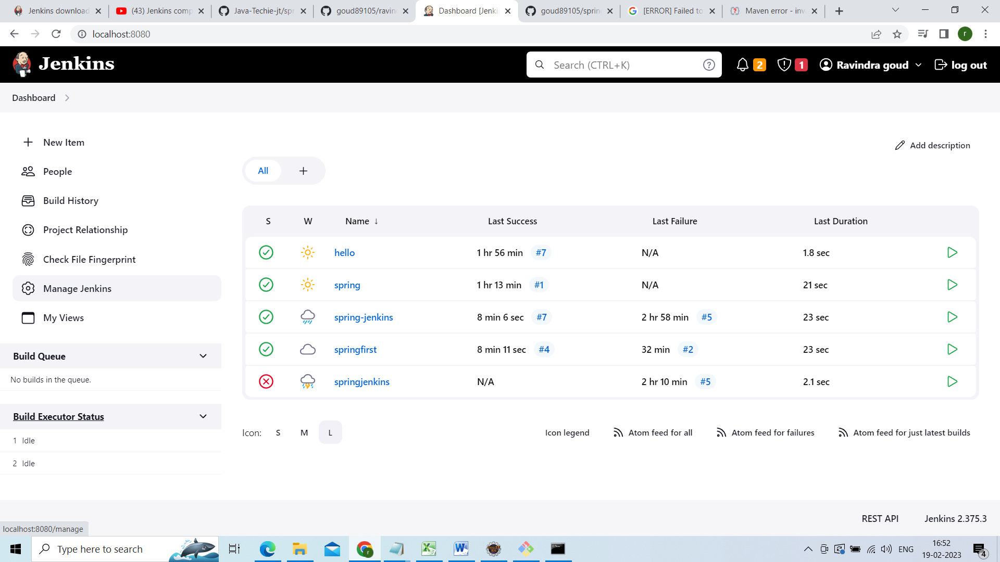 Jenkins download
(43) Jenkins comp
Java-Techie-jt/spr
goud89105/ravin
Dashboard [Jenki
goud89105/spring
[ERROR] Failed to
Maven error - inv
localhost:8080
r
Jenkins
Search (CTRL+K)
2
1
Ravindra goud
log out
Dashboard
New Item
People
Build History
Project Relationship
Check File Fingerprint
Manage Jenkins
My Views
Build Queue
No builds in the queue.
Build Executor Status
1 Idle
2 Idle
Add description
All
S W Name ↓ Last Success Last Failure Last Duration
hello 1 hr 56 min #7 N/A 1.8 sec
spring 1 hr 13 min #1 N/A 21 sec
spring-jenkins 8 min 6 sec #7 2 hr 58 min #5 23 sec
springfirst 8 min 11 sec #4 32 min #2 23 sec
springjenkins N/A 2 hr 10 min #5 2.1 sec
Icon: S M L
Icon legend
Atom feed for all
Atom feed for failures
Atom feed for just latest builds
REST API
Jenkins 2.375.3
localhost:8080/manage
Type here to search
r
ENG
16:52
19-02-2023
4